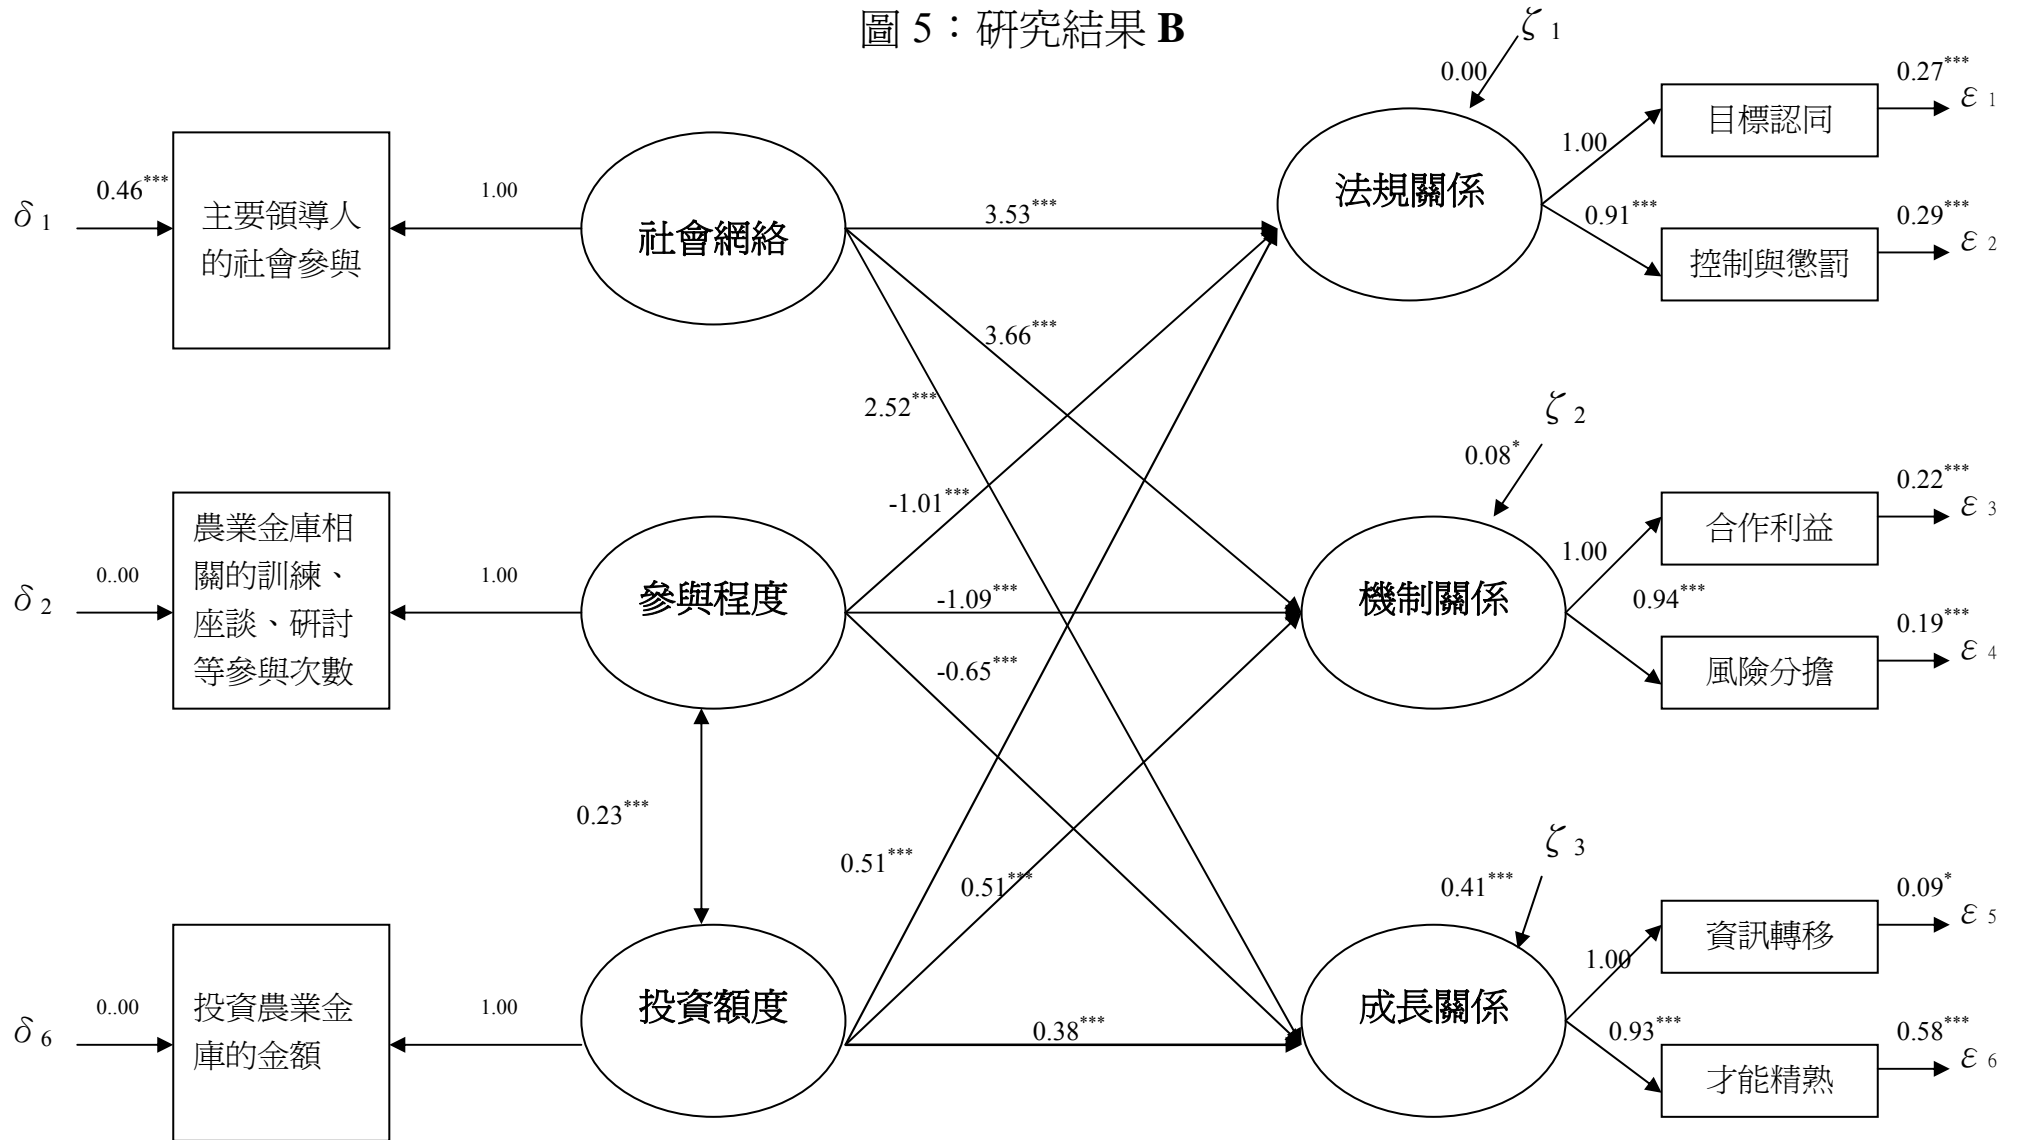 圖 5：研究結果 B
ζ 1
0.00
0.27***
ε 1
目標認同
1.00
法規關係
0.91***
0.29***
ε 2
控制與懲罰
δ 1
0.46***
主要領導人
的社會參與
1.00
社會網絡
3.53***
3.66***
2.52***
ζ 2
0.08*
0.22***
ε 3
合作利益
1.00
機制關係
0.94***
0.19***
ε 4
風險分擔
δ 2
0..00
農業金庫相
關的訓練、
座談、研討
等參與次數
1.00
參與程度
-1.01***
-1.09***
-0.65***
0.23***
0.51***
0.51***
0.38***
ζ 3
0.41***
0.09*
ε 5
資訊轉移
1.00
成長關係
0.93***
0.58***
ε 6
才能精熟
δ 6
0..00
投資農業金
庫的金額
1.00
投資額度